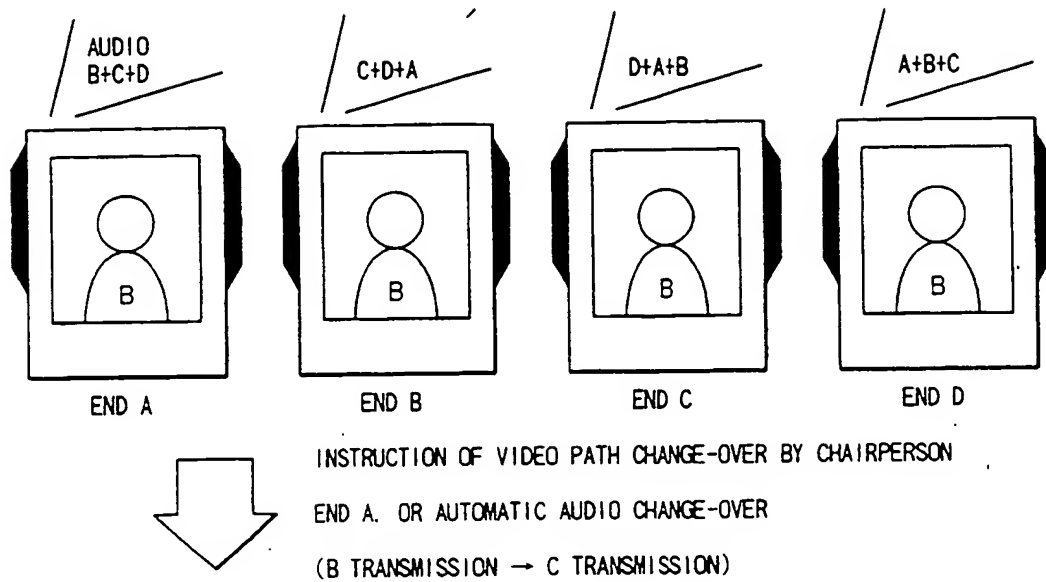 AUDIO
B+C+D
C+D+A
D+A+B
A+B+C
B
B
B
B
END A
END B
END C
END D
INSTRUCTION OF VIDEO PATH CHANGE-OVER BY CHAIRPERSON
END A. OR AUTOMATIC AUDIO CHANGE-OVER
(B TRANSMISSION → C TRANSMISSION)